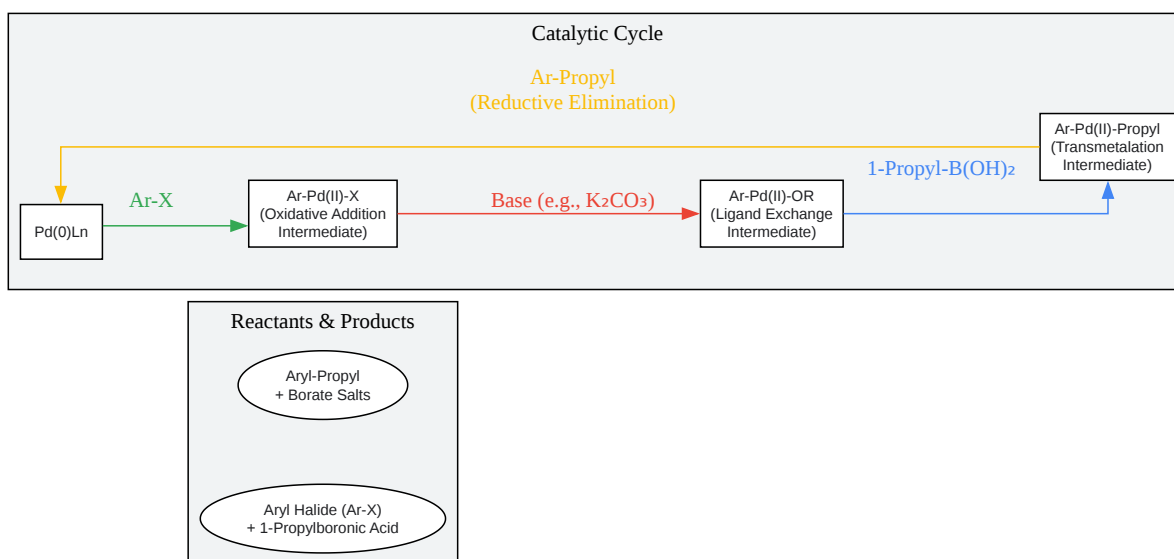 Catalytic Cycle
Ar-Propyl
(Reductive Elimination)
Ar-Pd(II)-Propyl
(Transmetalation
Intermediate)
1-Propyl-B(OH)₂
Ar-X
Ar-Pd(II)-X
(Oxidative Addition
Intermediate)
Base (e.g., K₂CO₃)
Ar-Pd(II)-OR
(Ligand Exchange
Intermediate)
Pd(0)Ln
Reactants & Products
Aryl-Propyl
+ Borate Salts
Aryl Halide (Ar-X)
+ 1-Propylboronic Acid